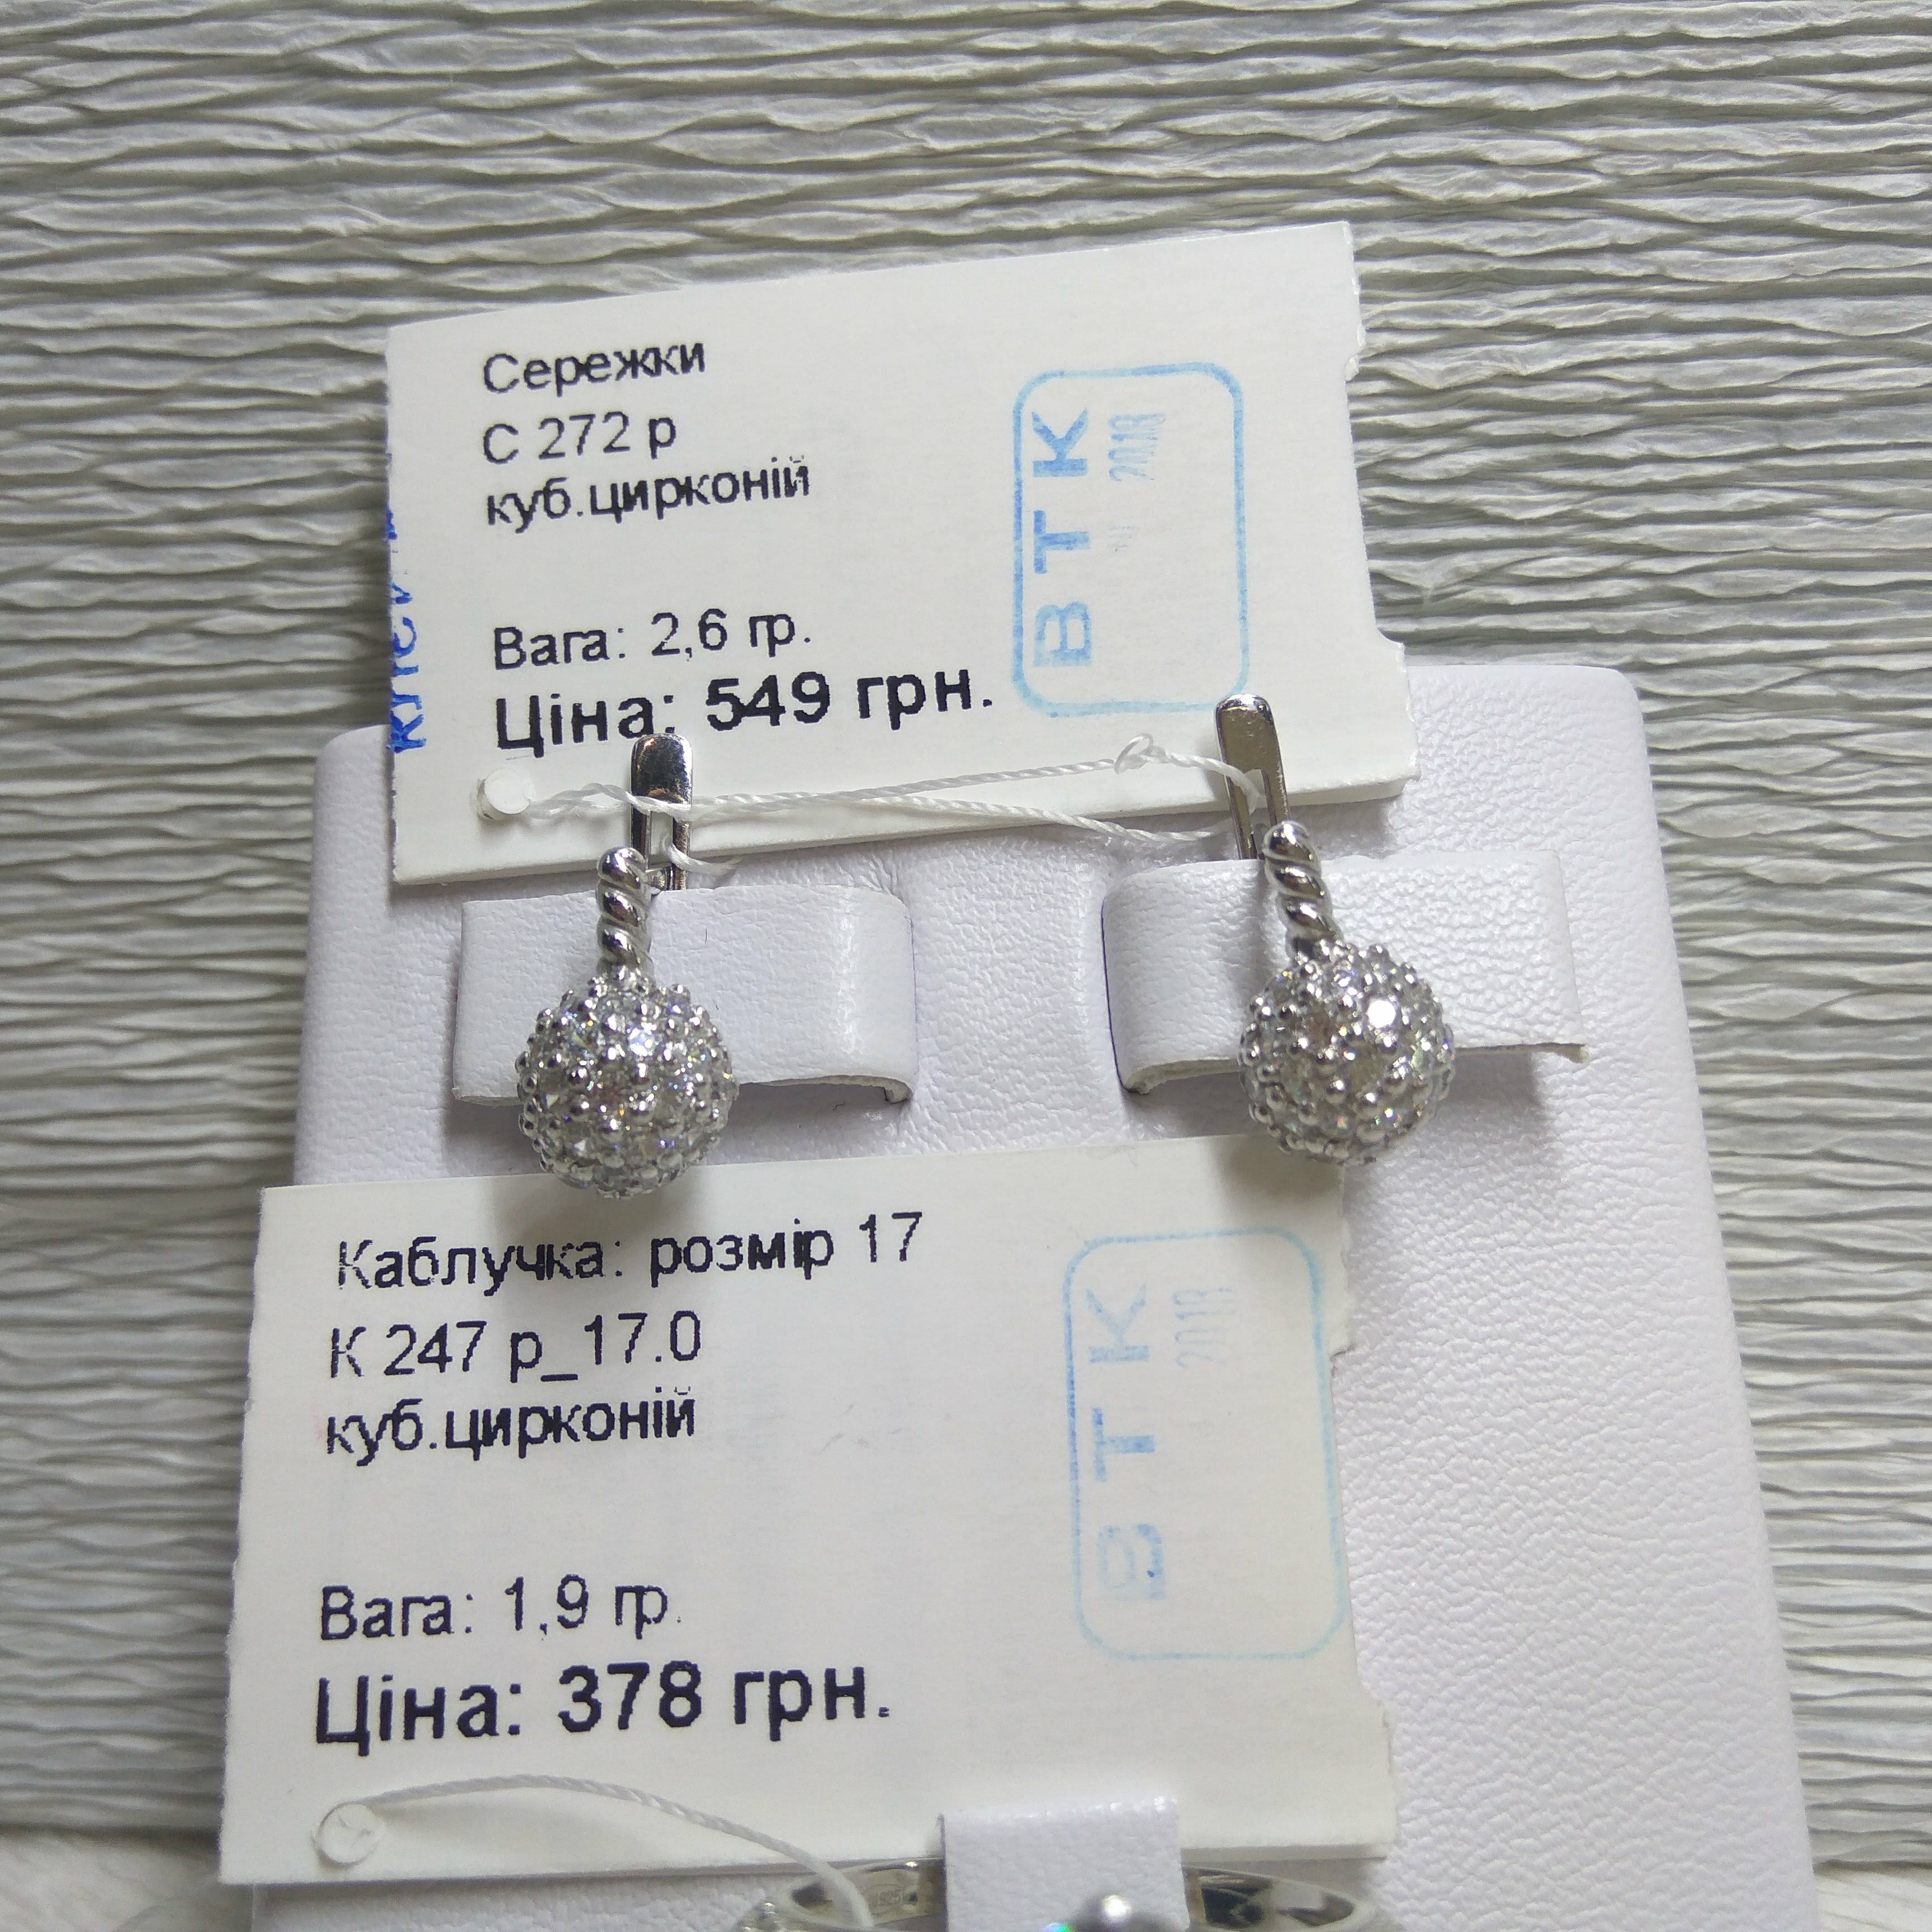 Сережки
С 272 р
куб.цирконій
Вага: 2,6 гр.
Ціна: 549 грн.
ВТК
2018
Каблучка: розмір 17
К 247 р_17.0
куб.цирконій
Вага: 1,9 гр.
Ціна: 378 грн.
ВТК
2018
925